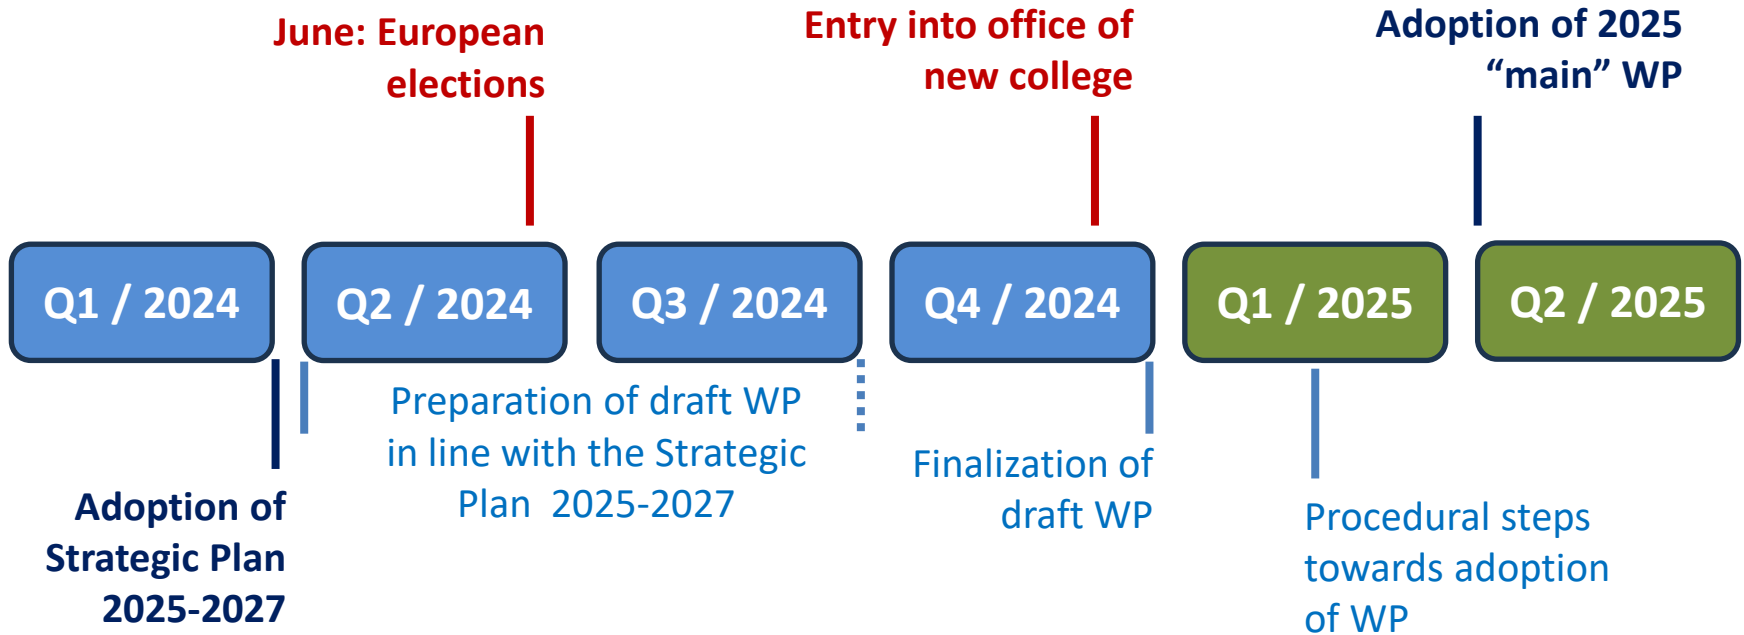 June: European
elections
Entry into office of
new college
Adoption of 2025
“main” WP
Q1 / 2024
Q2 / 2024
Q3 / 2024
Q4 / 2024
Q1 / 2025
Q2 / 2025
Adoption of
Strategic Plan
2025-2027
Preparation of draft WP
in line with the Strategic
Plan  2025-2027
Finalization of
draft WP
Procedural steps
towards adoption
of WP